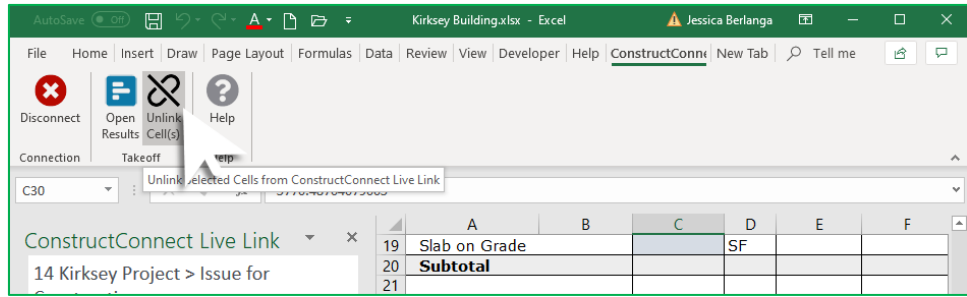 AutoSave Off A Kirksey Building.xlsx - Excel Jessica Berlanga
File Home Insert Draw Page Layout Formulas Data Review View Developer Help ConstructConne New Tab Tell me
Disconnect Open Results Unlink Cell(s) Help
Connection Takeoff Help
Unlink Selected Cells from ConstructConnect Live Link
C30
A B C D E F
ConstructConnect Live Link
19 Slab on Grade SF
14 Kirksey Project > Issue for
20 Subtotal
21